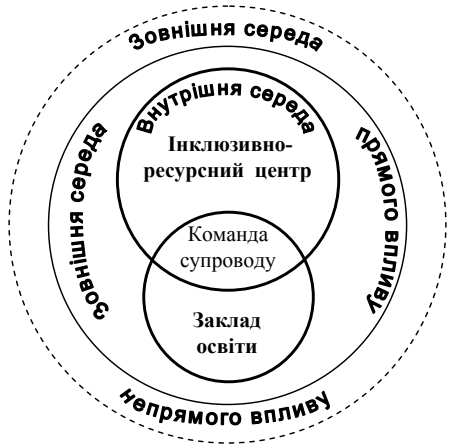 Зовнішня середа
непрямого впливу
Зовнішня середа
прямого впливу
Внутрішня середа
Інклюзивно-
ресурсний центр
Команда
супроводу
Заклад
освіти